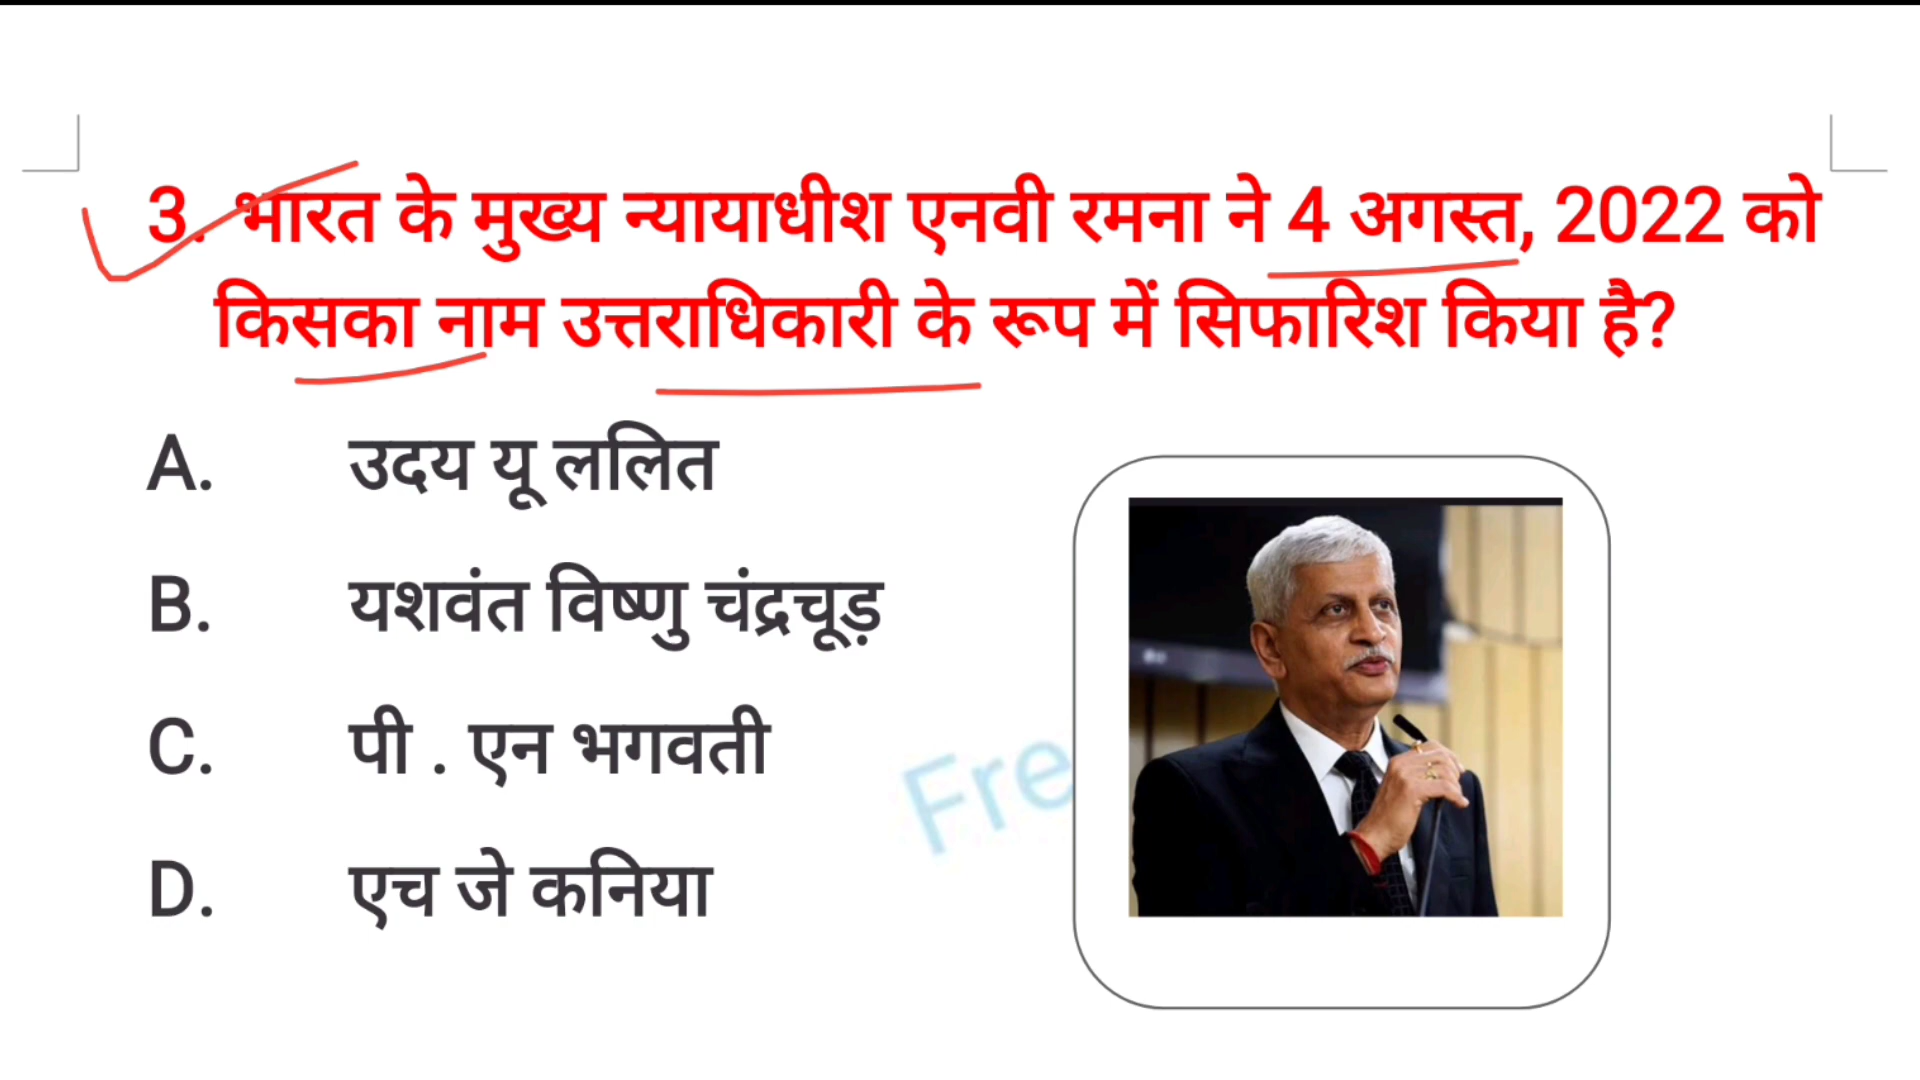 3. भारत के मुख्य न्यायाधीश एनवी रमना ने 4 अगस्त, 2022 को
किसका नाम उत्तराधिकारी के रूप में सिफारिश किया है?
A. उदय यू ललित
B. यशवंत विष्णु चंद्रचूड़
C. पी . एन भगवती
D. एच जे कनिया
Fre